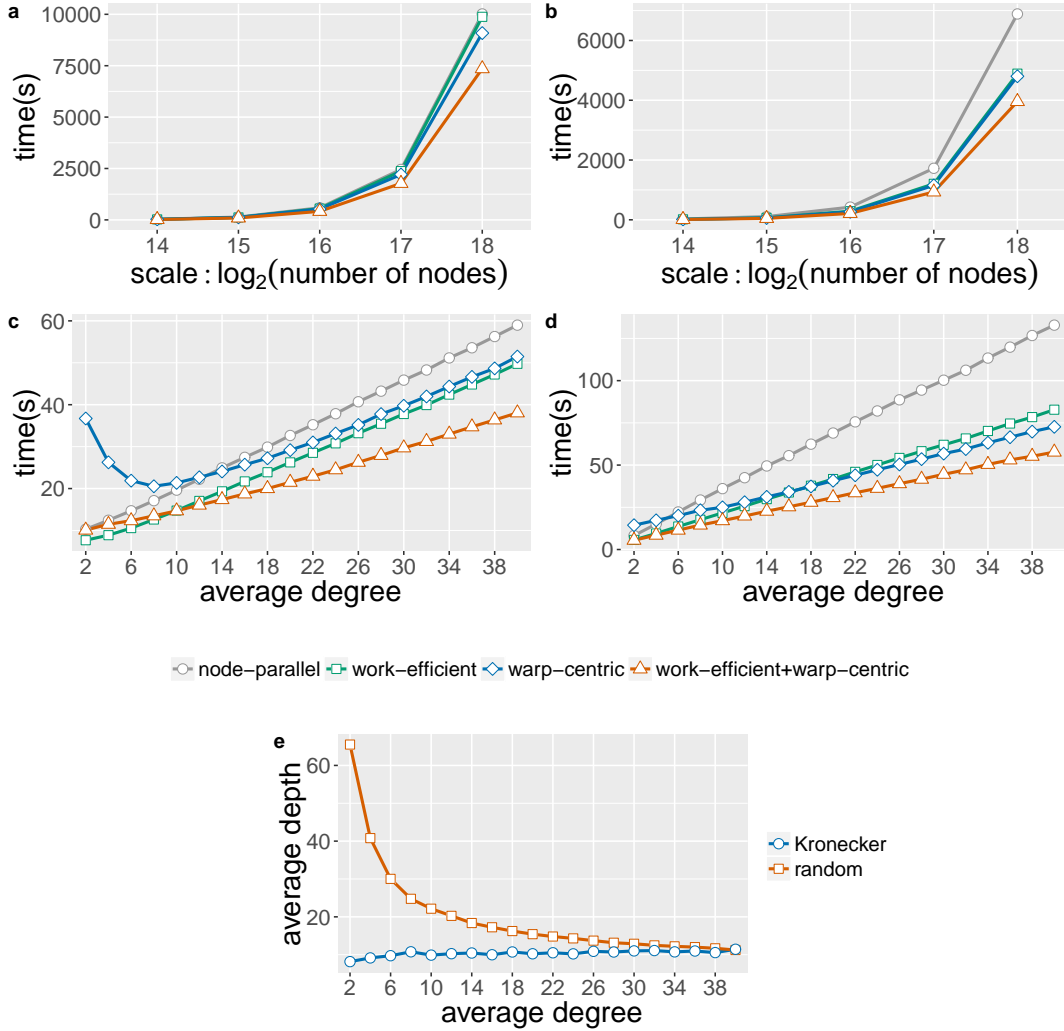 a
10000
7500
5000
2500
0
time(s)
14 15 16 17 18
scale : log2(number of nodes)
b
6000
4000
2000
0
time(s)
14 15 16 17 18
scale : log2(number of nodes)
c
60
40
20
time(s)
2 6 10 14 18 22 26 30 34 38
average degree
d
100
50
0
time(s)
2 6 10 14 18 22 26 30 34 38
average degree
node−parallel work−efficient warp−centric work−efficient+warp−centric
e
60
40
20
average depth
2 6 10 14 18 22 26 30 34 38
average degree
Kronecker
random